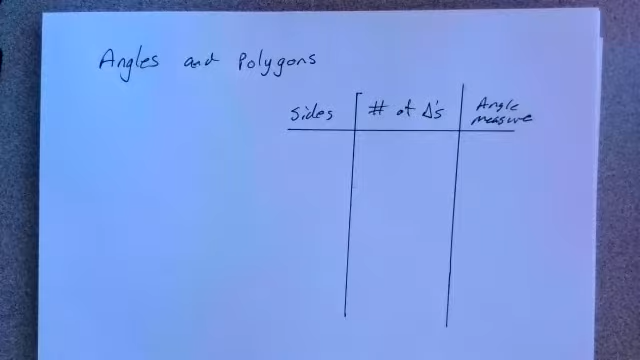 Angles and Polygons
Sides # of Δ's Angle
measure